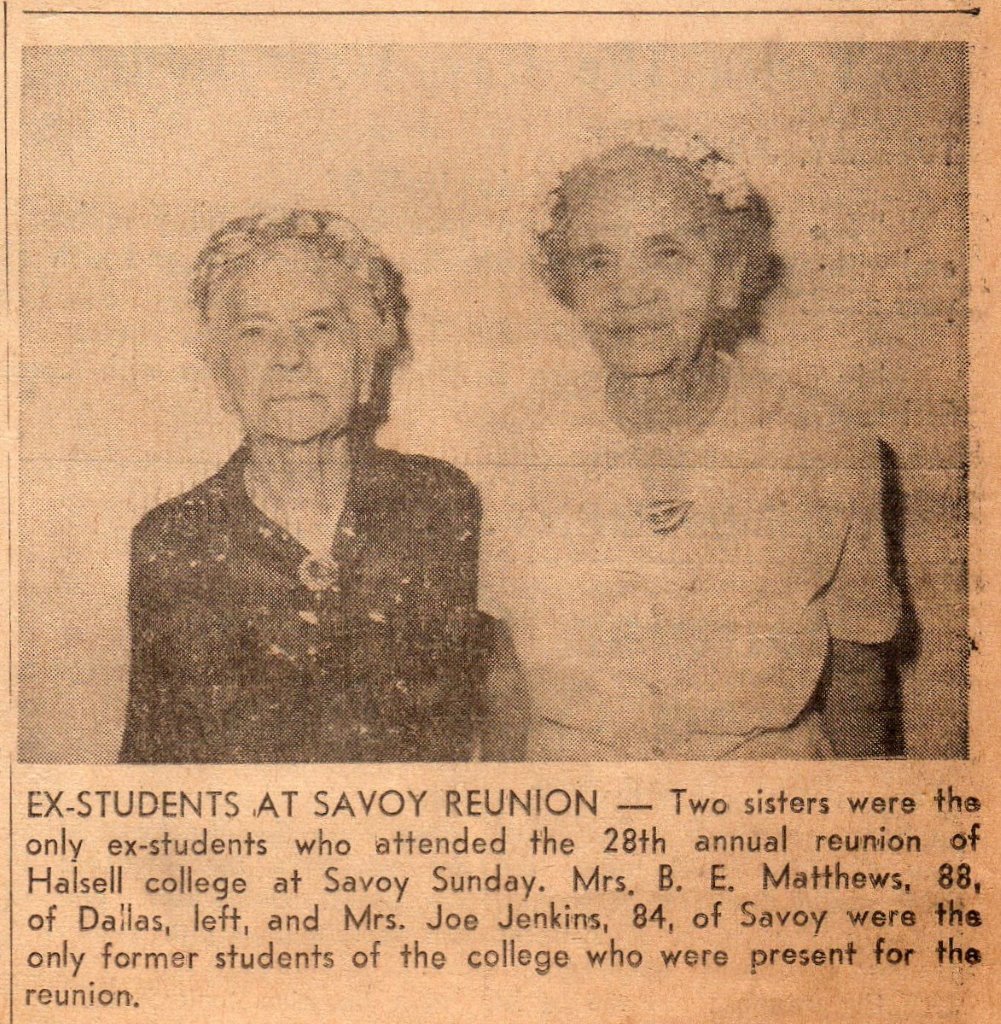 EX-STUDENTS AT SAVOY REUNION — Two sisters were the
only ex-students who attended the 28th annual reunion of
Halsell college at Savoy Sunday. Mrs. B. E. Matthews, 88,
of Dallas, left, and Mrs. Joe Jenkins, 84, of Savoy were the
only former students of the college who were present for the
reunion.